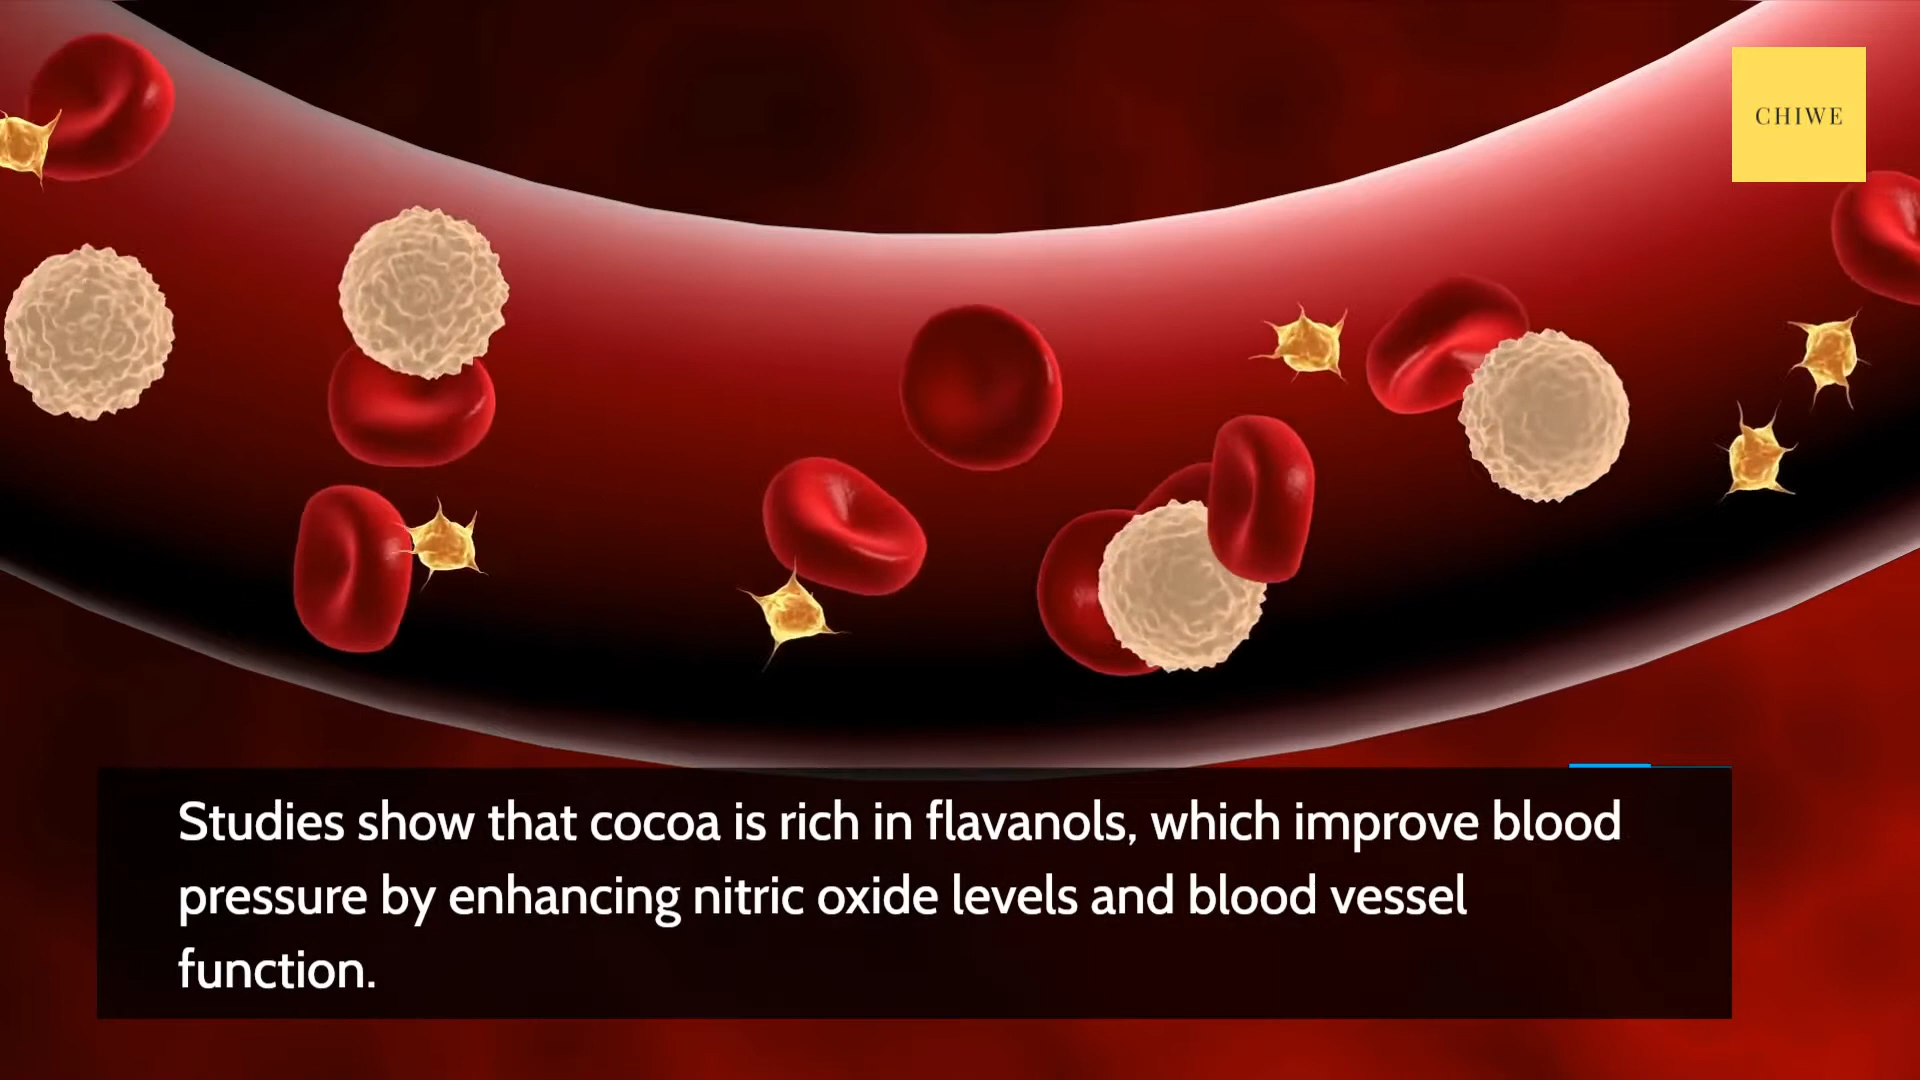 CHIWE
Studies show that cocoa is rich in flavanols, which improve blood
pressure by enhancing nitric oxide levels and blood vessel
function.